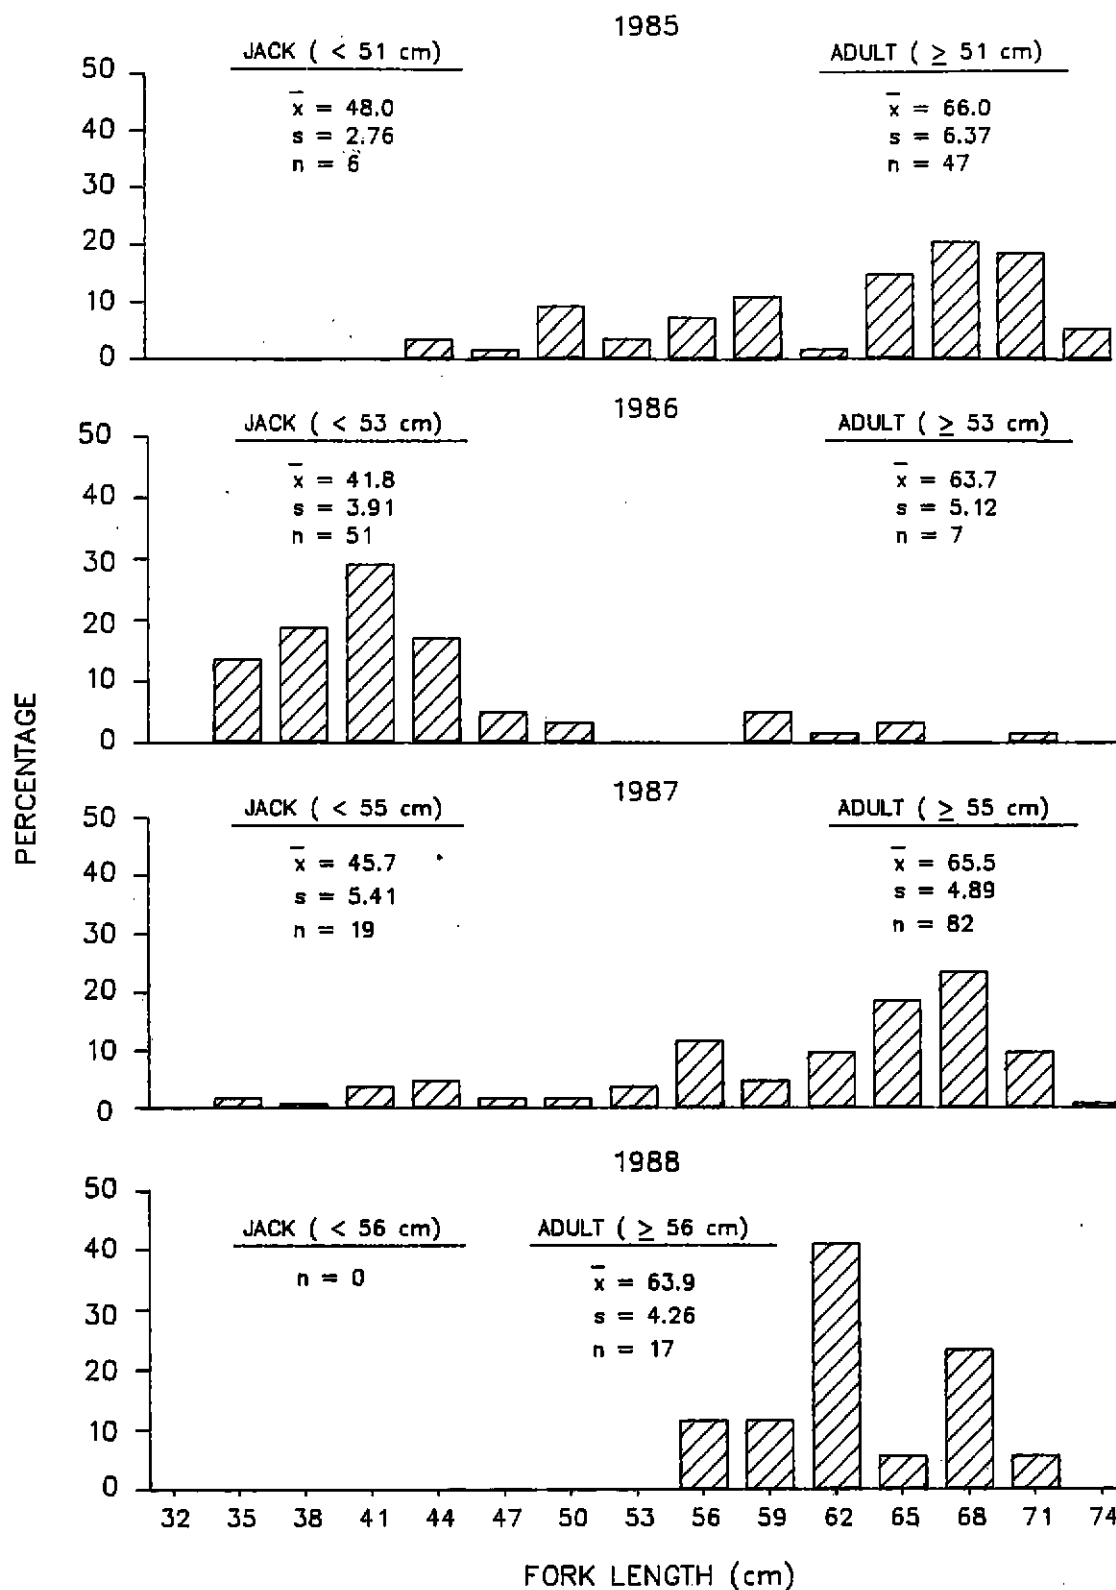 1985
JACK ( < 51 cm)
ADULT ( ≥ 51 cm)
50
40
30
20
10
0
x̄ = 48.0
s = 2.76
n = 6
x̄ = 66.0
s = 6.37
n = 47
1986
JACK ( < 53 cm)
ADULT ( ≥ 53 cm)
50
40
30
20
10
0
x̄ = 41.8
s = 3.91
n = 51
x̄ = 63.7
s = 5.12
n = 7
PERCENTAGE
1987
JACK ( < 55 cm)
ADULT ( ≥ 55 cm)
50
40
30
20
10
0
x̄ = 45.7
s = 5.41
n = 19
x̄ = 65.5
s = 4.89
n = 82
1988
JACK ( < 56 cm)
ADULT ( ≥ 56 cm)
50
40
30
20
10
0
n = 0
x̄ = 63.9
s = 4.26
n = 17
32 35 38 41 44 47 50 53 56 59 62 65 68 71 74
FORK LENGTH (cm)